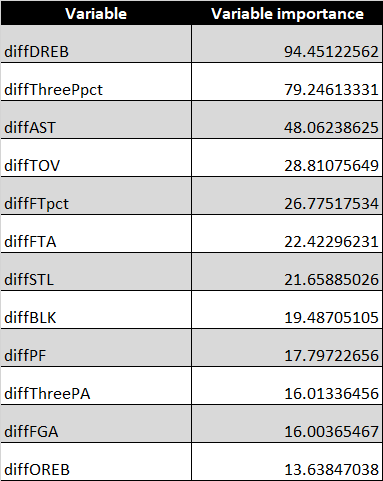 Variable Variable importance
diffDREB 94.45122562
diffThreePpct 79.24613331
diffAST 48.06238625
diffTOV 28.81075649
diffFTpct 26.77517534
diffFTA 22.42296231
diffSTL 21.65885026
diffBLK 19.48705105
diffPF 17.79722656
diffThreePA 16.01336456
diffFGA 16.00365467
diffOREB 13.63847038